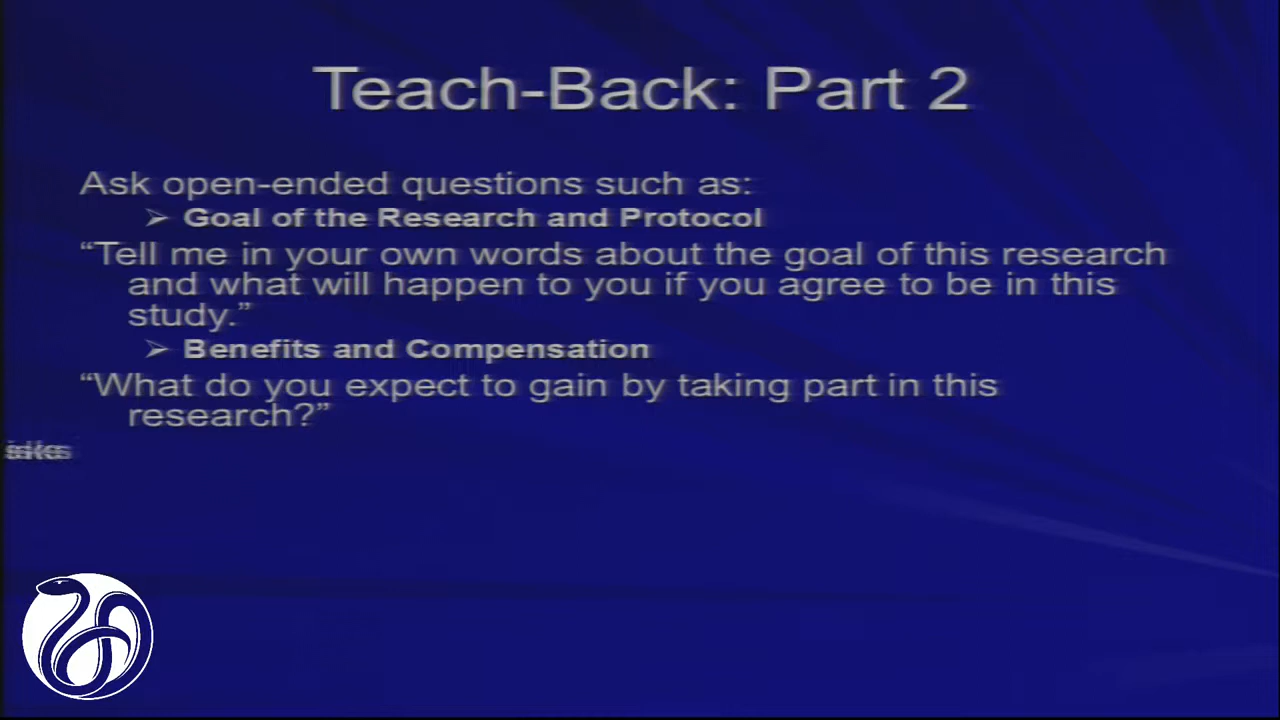 Teach-Back: Part 2
Ask open-ended questions such as:
➢ Goal of the Research and Protocol
“Tell me in your own words about the goal of this research
and what will happen to you if you agree to be in this
study.”
➢ Benefits and Compensation
“What do you expect to gain by taking part in this
research?”